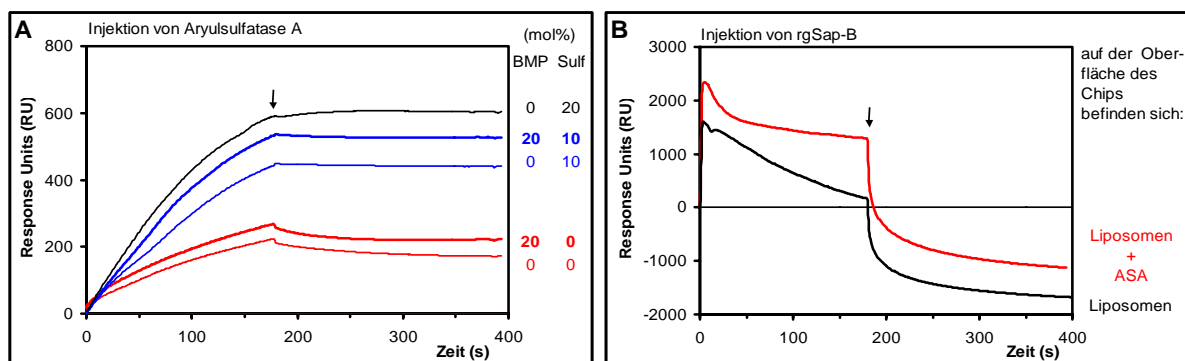 A
Injektion von Aryulsulfatase A
(mol%)
BMP Sulf
Response Units (RU)
800
600
400
200
0
0 20
20 10
0 10
20 0
0 0
0 100 200 300 400
Zeit (s)
B
Injektion von rgSap-B
Response Units (RU)
3000
2000
1000
0
-1000
-2000
0 100 200 300 400
Zeit (s)
auf der Ober-
fläche des
Chips
befinden sich:
Liposomen
+
ASA
Liposomen